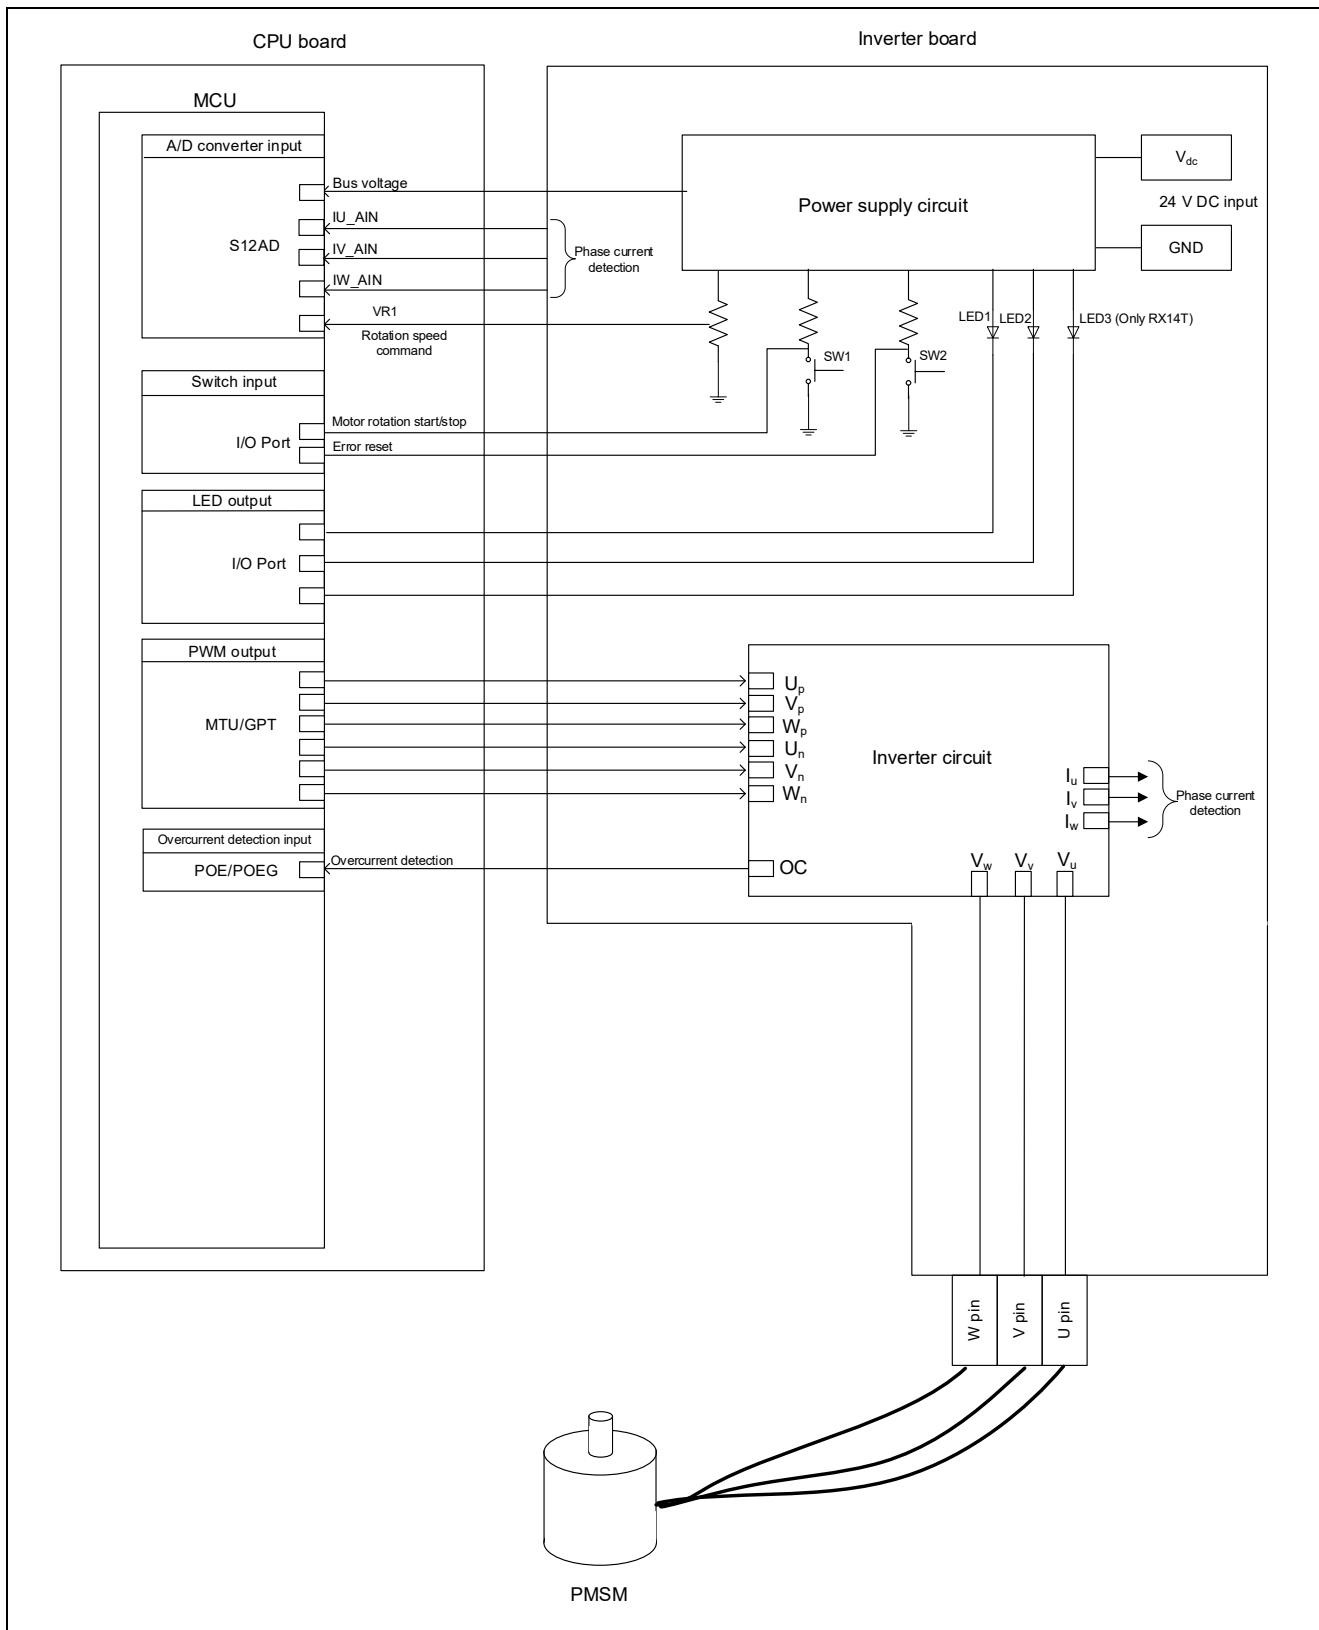 CPU board
Inverter board
MCU
A/D converter input
S12AD
Bus voltage
IU_AIN
IV_AIN
IW_AIN
Phase current
detection
VR1
Rotation speed
command
Power supply circuit
Vdc
24 V DC input
GND
SW1
SW2
LED1
LED2
LED3 (Only RX14T)
Switch input
I/O Port
Motor rotation start/stop
Error reset
LED output
I/O Port
PWM output
MTU/GPT
Up
Vp
Wp
Un
Vn
Wn
Inverter circuit
Iu
Iv
Iw
Phase current
detection
Overcurrent detection input
POE/POEG
Overcurrent detection
OC
Vw
Vv
Vu
W pin
V pin
U pin
PMSM